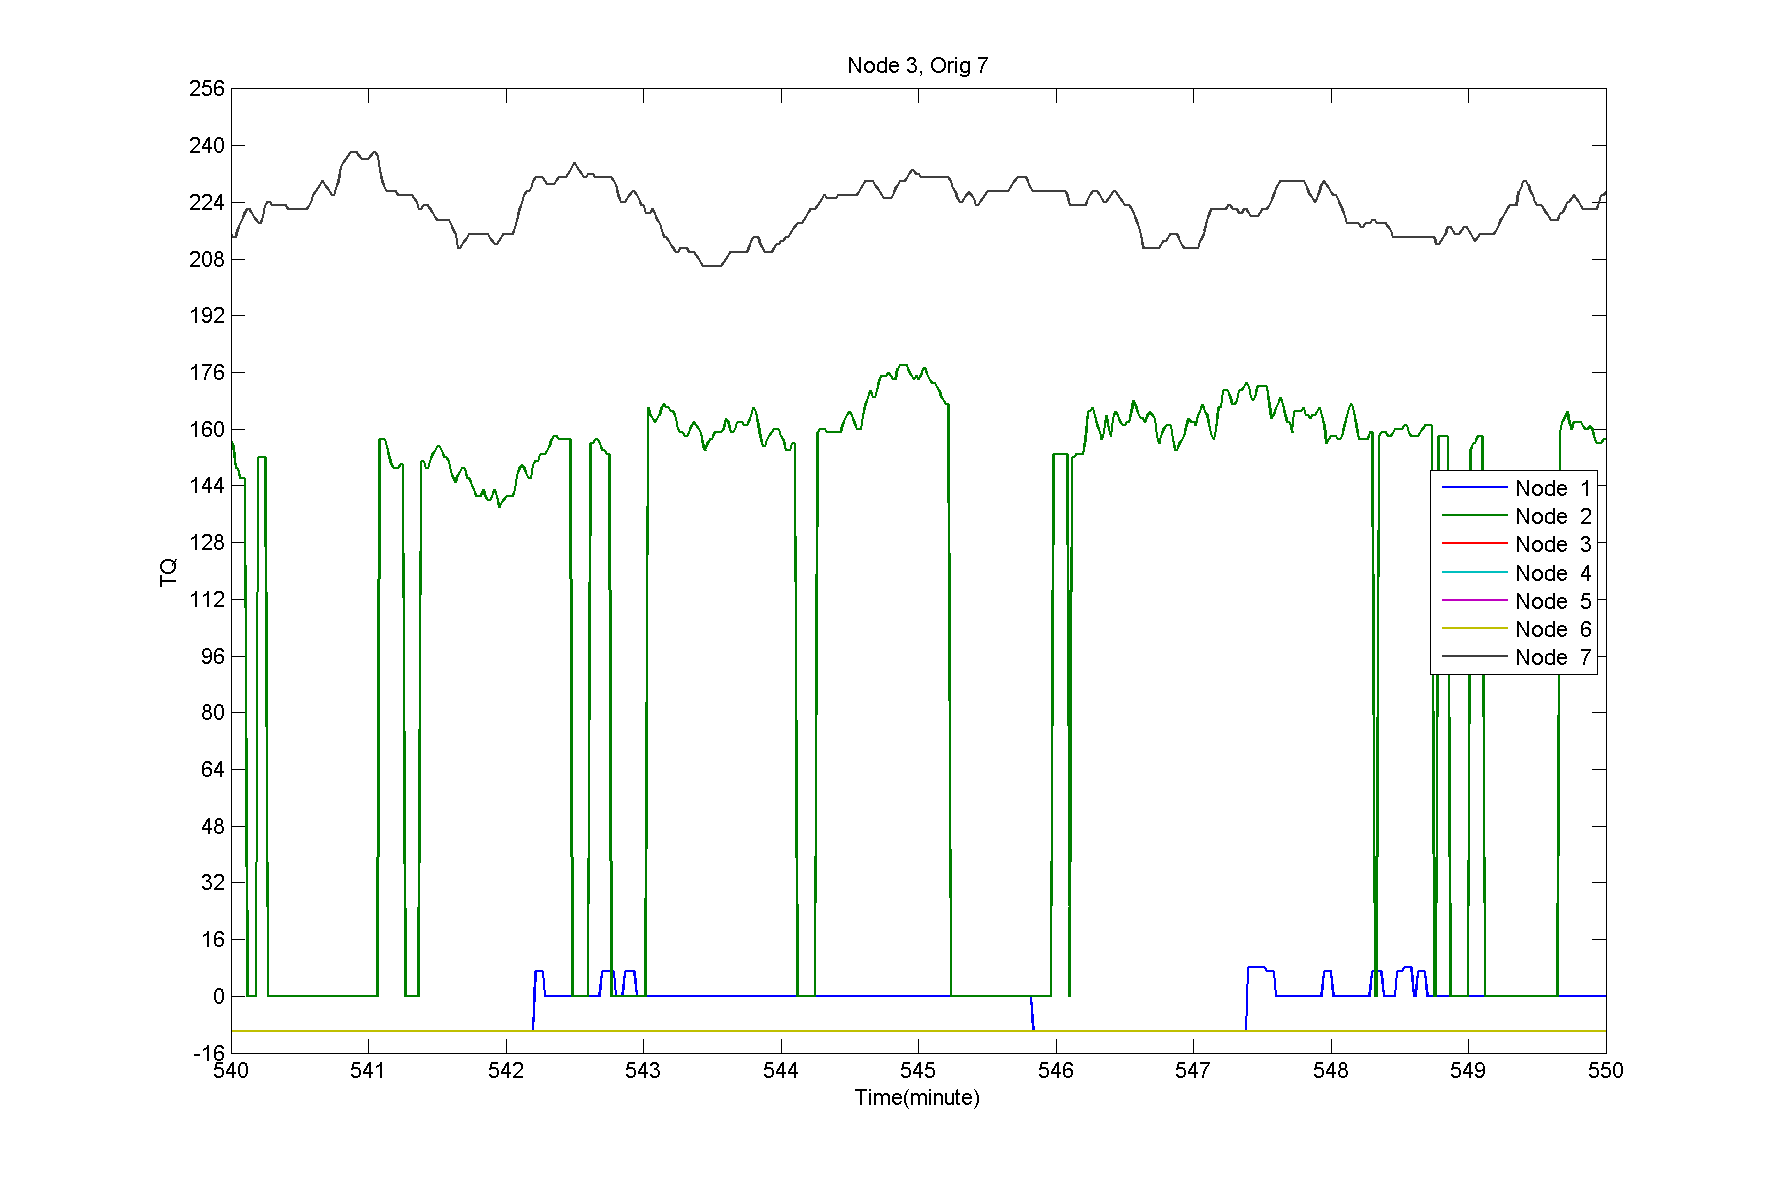 Node 3, Orig 7
256
240
224
208
192
176
160
144
128
112
96
80
64
48
32
16
0
-16
TQ
Node 1
Node 2
Node 3
Node 4
Node 5
Node 6
Node 7
540 541 542 543 544 545 546 547 548 549 550
Time(minute)